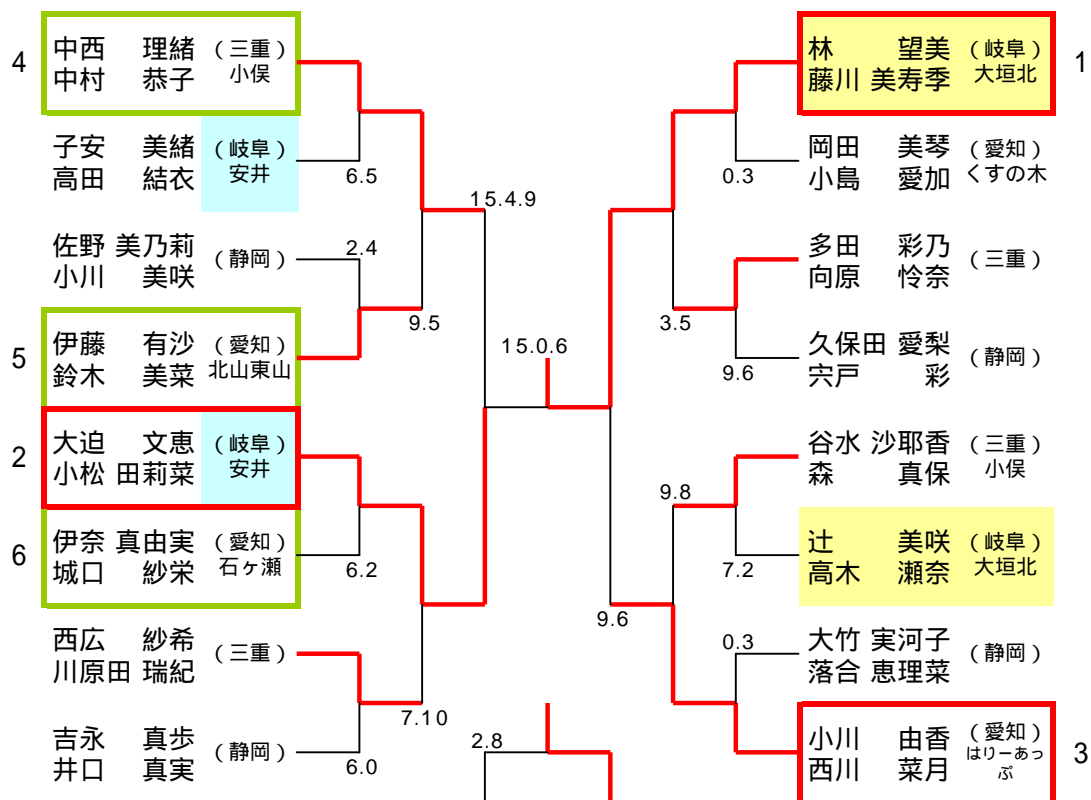 4
中西 理緒 (三重)
中村 恭子 小俣
子安 美緒 (岐阜)
高田 結衣 安井
6.5
佐野 美乃莉 (静岡)
小川 美咲
2.4
9.5
15.4.9
5
伊藤 有沙 (愛知)
鈴木 美菜 北山東山
2
大迫 文恵 (岐阜)
小松 田莉菜 安井
6
伊奈 真由実 (愛知)
城口 紗栄 石ヶ瀬
6.2
西広 紗希 (三重)
川原田 瑞紀
7.10
吉永 真歩 (静岡)
井口 真実
6.0
2.8
15.0.6
1
林 望美 (岐阜)
藤川 美寿季 大垣北
岡田 美琴 (愛知)
小島 愛加 くすの木
0.3
多田 彩乃 (三重)
向原 怜奈
3.5
久保田 愛梨 (静岡)
宍戸 彩
9.6
谷水 沙耶香 (三重)
森 真保 小俣
9.8
辻 美咲 (岐阜)
高木 瀬奈 大垣北
7.2
9.6
大竹 実河子 (静岡)
落合 恵理菜
0.3
3
小川 由香 (愛知)
西川 菜月 はりーあっ
ぷ